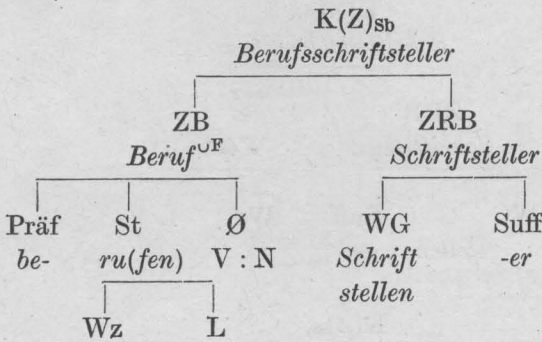 K(Z)Sb
Berufsschriftsteller
ZB ZRB
Beruf∪F Schriftsteller
Präf St Ø WG Suff
be- ru(fen) V : N Schrift -er
stellen
Wz L